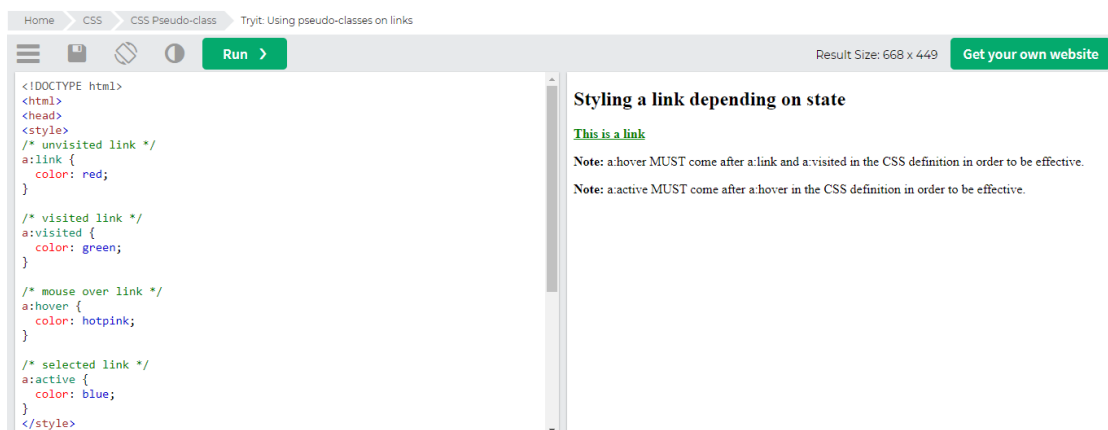 Home CSS CSS Pseudo-class Tryit: Using pseudo-classes on links
Run ❯ Result Size: 668 x 449 Get your own website
<!DOCTYPE html>
<html>
<head>
<style>
/* unvisited link */
a:link {
  color: red;
}

/* visited link */
a:visited {
  color: green;
}

/* mouse over link */
a:hover {
  color: hotpink;
}

/* selected link */
a:active {
  color: blue;
}
</style>
Styling a link depending on state
This is a link
Note: a:hover MUST come after a:link and a:visited in the CSS definition in order to be effective.
Note: a:active MUST come after a:hover in the CSS definition in order to be effective.